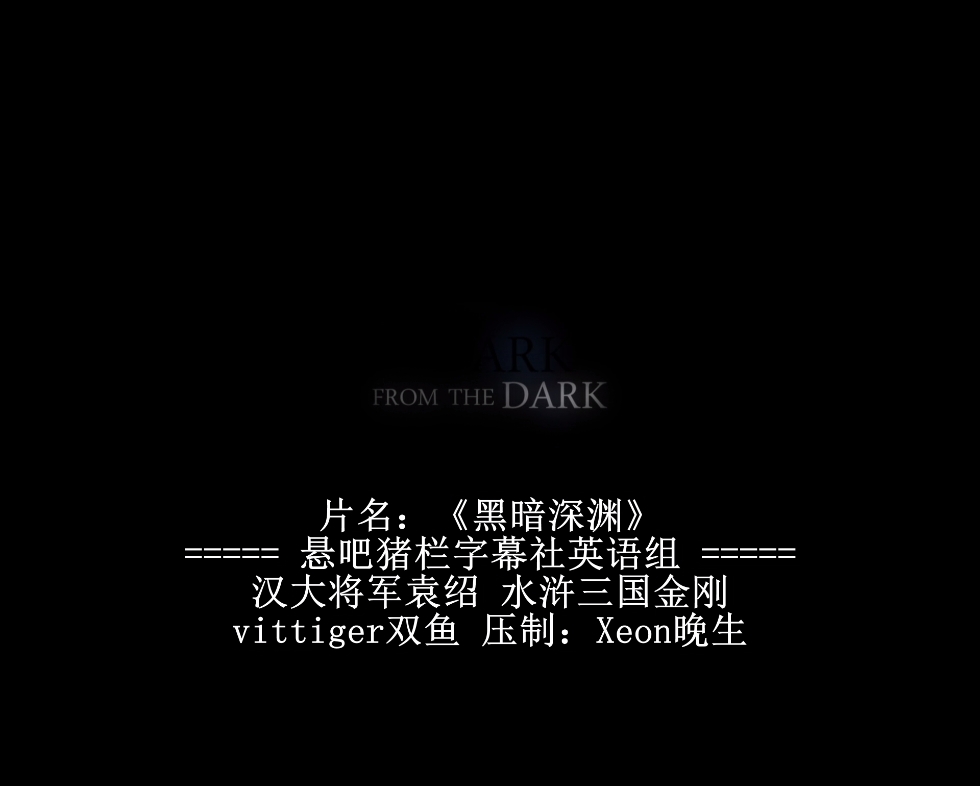 ARK
FROM THE DARK
片名：《黑暗深渊》
===== 悬吧猪栏字幕社英语组 =====
汉大将军袁绍 水浒三国金刚
vittiger双鱼 压制：Xeon晚生